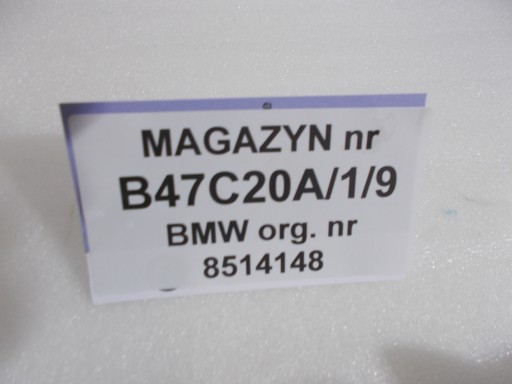 MAGAZYN nr
B47C20A/1/9
BMW org. nr
8514148